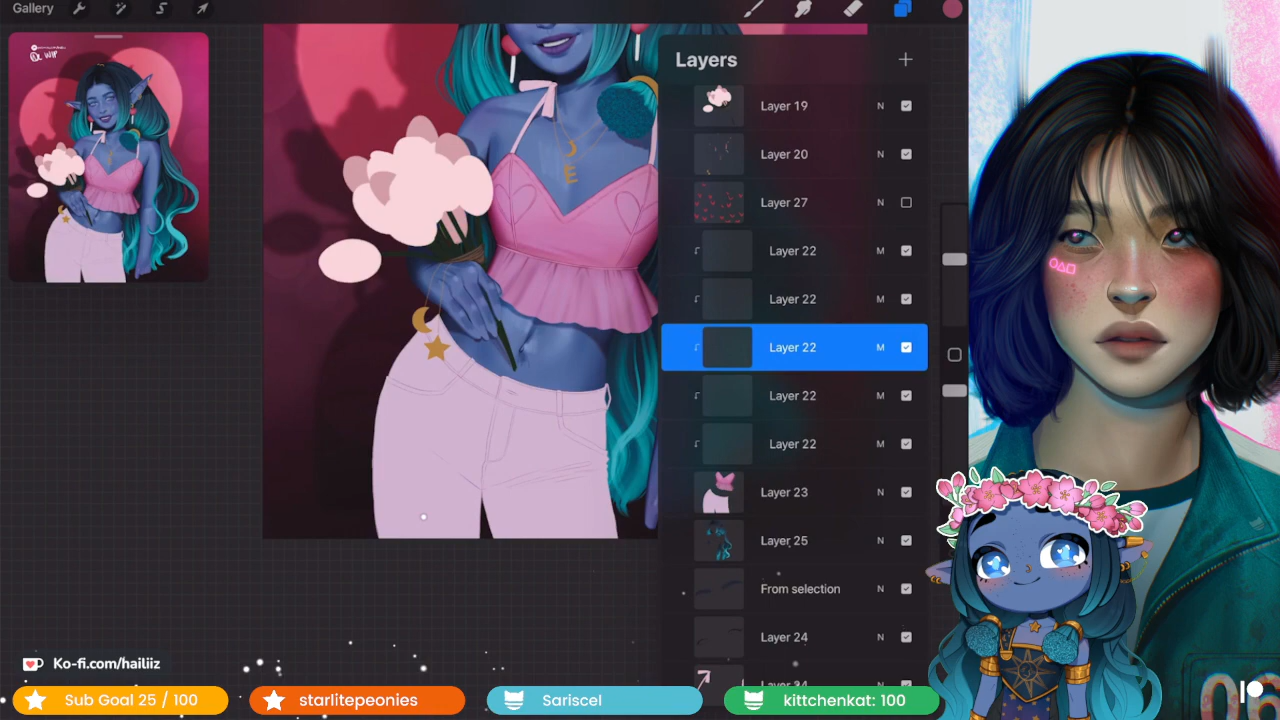 Gallery
WIP
Layers
Layer 19 N
Layer 20 N
Layer 27 N
Layer 22 M
Layer 22 M
Layer 22 M
Layer 22 M
Layer 22 M
Layer 23 N
Layer 25 N
From selection N
Layer 24 N
Ko-fi.com/hailiiz
Sub Goal 25 / 100
starlitepeonies
Sariscel
kittchenkat: 100